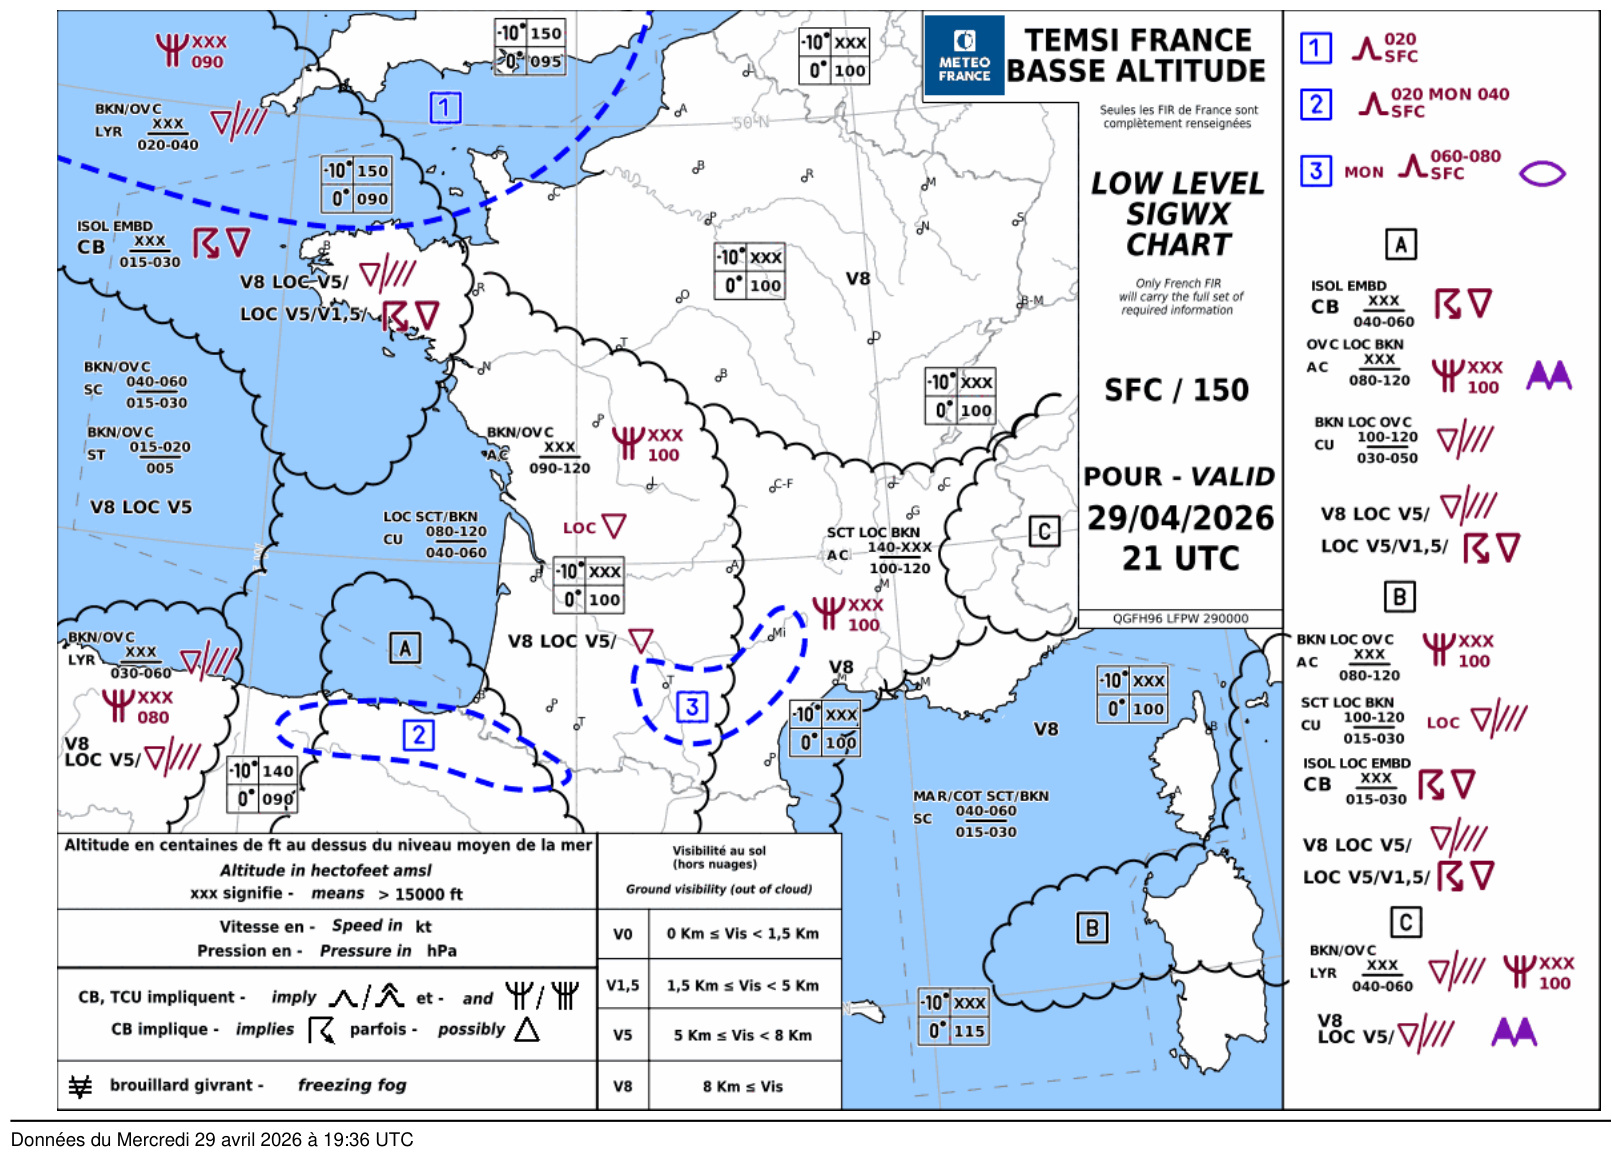 TEMSI FRANCE
BASSE ALTITUDE
METEO
FRANCE
Seules les FIR de France sont
complètement renseignées
LOW LEVEL
SIGWX
CHART
Only French FIR
will carry the full set of
required information
SFC / 150
POUR - VALID
29/04/2026
21 UTC
QGFH96 LFPW 290000
XXX
090
BKN/OVC
LYR XXX
020-040
-10° 150
0° 095
-10° XXX
0° 100
1
50°N
-10° 150
0° 090
ISOL EMBD
CB XXX
015-030
V8 LOC V5/
LOC V5/V1,5/
-10° XXX
0° 100
V8
BKN/OVC
SC 040-060
015-030
BKN/OVC
ST 015-020
005
V8 LOC V5
-10° XXX
0° 100
BKN/OVC
AC XXX
090-120
XXX
100
LOC
LOC SCT/BKN
CU 080-120
040-060
SCT LOC BKN
AC 140-XXX
100-120
C
-10° XXX
0° 100
XXX
100
A
V8 LOC V5/
BKN/OVC
LYR XXX
030-060
XXX
080
V8
LOC V5/
2
3
V8
-10° XXX
0° 100
-10° XXX
0° 100
V8
-10° 140
0° 090
MAR/COT SCT/BKN
SC 040-060
015-030
B
-10° XXX
0° 115
L
A
C
C
B
R
M
P
N
S
B
R
O
B-M
T
D
N
B
P
L
C-F
L
C
G
B
A
M
Mi
N
T
M
M
B
P
T
P
B
A
Altitude en centaines de ft au dessus du niveau moyen de la mer
Altitude in hectofeet amsl
xxx signifie - means > 15000 ft
Vitesse en - Speed in kt
Pression en - Pressure in hPa
CB, TCU impliquent - imply / et - and /
CB implique - implies parfois - possibly
brouillard givrant - freezing fog
Visibilité au sol
(hors nuages)
Ground visibility (out of cloud)
V0 0 Km ≤ Vis < 1,5 Km
V1,5 1,5 Km ≤ Vis < 5 Km
V5 5 Km ≤ Vis < 8 Km
V8 8 Km ≤ Vis
1 020
SFC
2 020 MON 040
SFC
3 MON 060-080
SFC
A
ISOL EMBD
CB XXX
040-060
OVC LOC BKN
AC XXX
080-120
XXX
100
BKN LOC OVC
CU 100-120
030-050
V8 LOC V5/
LOC V5/V1,5/
B
BKN LOC OVC
AC XXX
080-120
XXX
100
SCT LOC BKN
CU 100-120
015-030
LOC
ISOL LOC EMBD
CB XXX
015-030
V8 LOC V5/
LOC V5/V1,5/
C
BKN/OVC
LYR XXX
040-060
XXX
100
V8
LOC V5/
Données du Mercredi 29 avril 2026 à 19:36 UTC